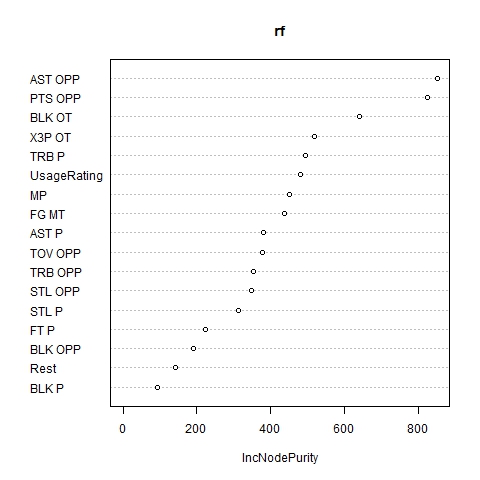 rf
AST OPP
PTS OPP
BLK OT
X3P OT
TRB P
UsageRating
MP
FG MT
AST P
TOV OPP
TRB OPP
STL OPP
STL P
FT P
BLK OPP
Rest
BLK P
0 200 400 600 800
IncNodePurity